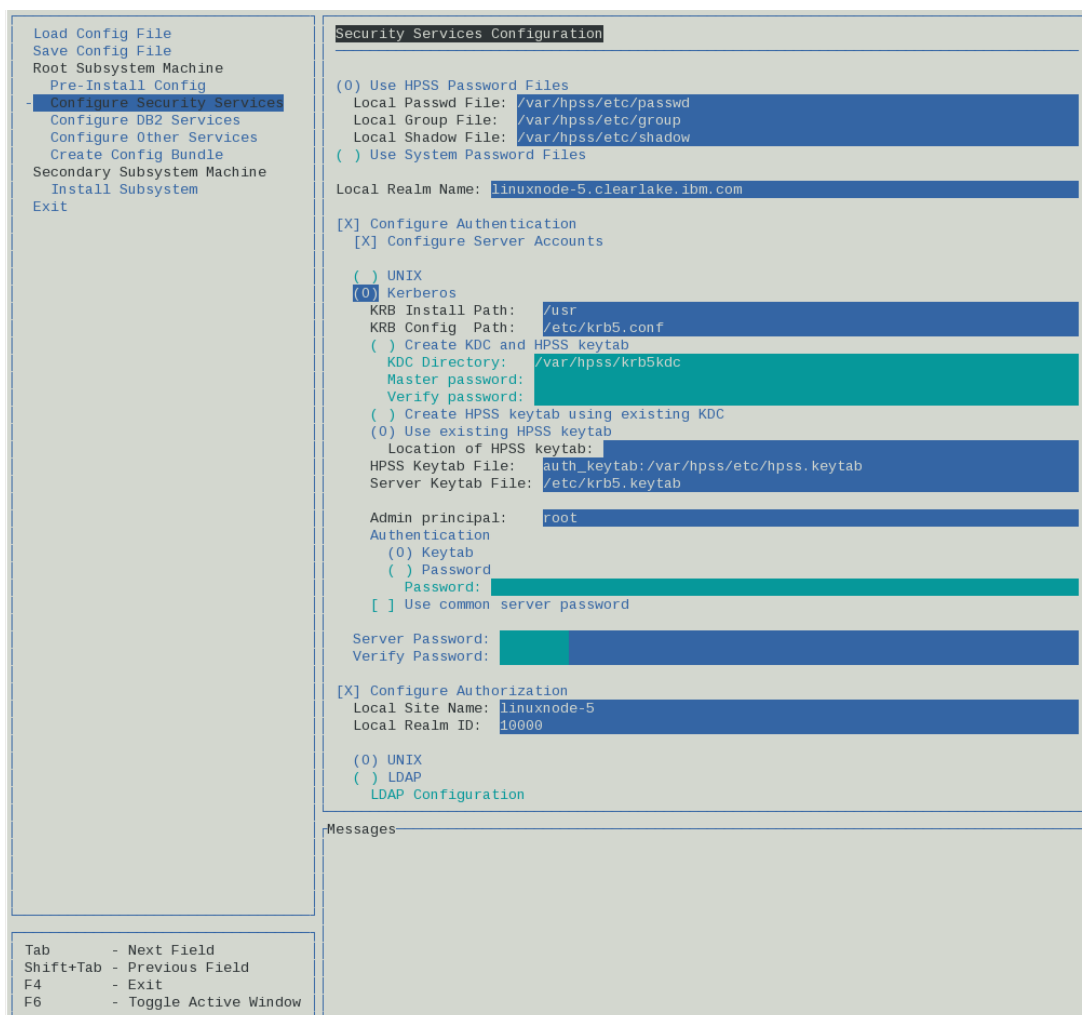 Load Config File
Save Config File
Root Subsystem Machine
Pre-Install Config
- Configure Security Services
Configure DB2 Services
Configure Other Services
Create Config Bundle
Secondary Subsystem Machine
Install Subsystem
Exit
Tab - Next Field
Shift+Tab - Previous Field
F4 - Exit
F6 - Toggle Active Window
Security Services Configuration
(O) Use HPSS Password Files
Local Passwd File: /var/hpss/etc/passwd
Local Group File: /var/hpss/etc/group
Local Shadow File: /var/hpss/etc/shadow
( ) Use System Password Files
Local Realm Name: linuxnode-5.clearlake.ibm.com
[X] Configure Authentication
[X] Configure Server Accounts
( ) UNIX
(O) Kerberos
KRB Install Path: /usr
KRB Config Path: /etc/krb5.conf
( ) Create KDC and HPSS keytab
KDC Directory: /var/hpss/krb5kdc
Master password:
Verify password:
( ) Create HPSS keytab using existing KDC
(O) Use existing HPSS keytab
Location of HPSS keytab:
HPSS Keytab File: auth_keytab:/var/hpss/etc/hpss.keytab
Server Keytab File: /etc/krb5.keytab
Admin principal: root
Authentication
(O) Keytab
( ) Password
Password:
[ ] Use common server password
Server Password:
Verify Password:
[X] Configure Authorization
Local Site Name: linuxnode-5
Local Realm ID: 10000
(O) UNIX
( ) LDAP
LDAP Configuration
Messages